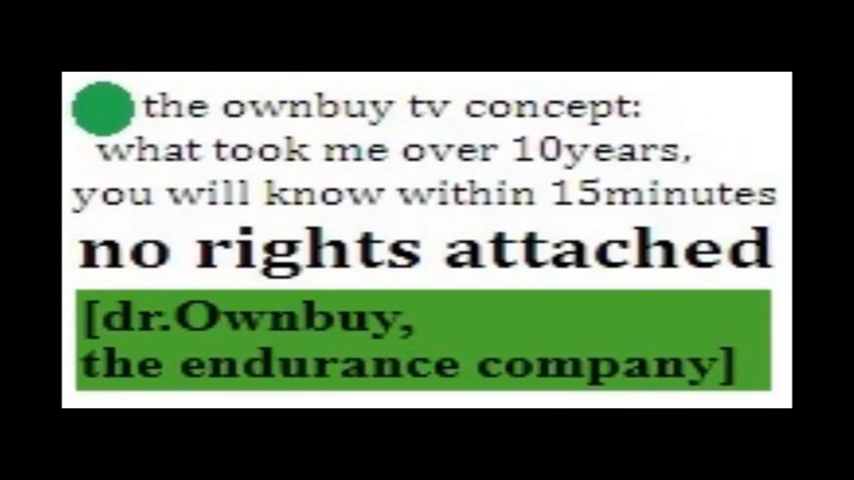 the ownbuy tv concept:
what took me over 10years,
you will know within 15minutes
no rights attached
[dr.Ownbuy,
the endurance company]